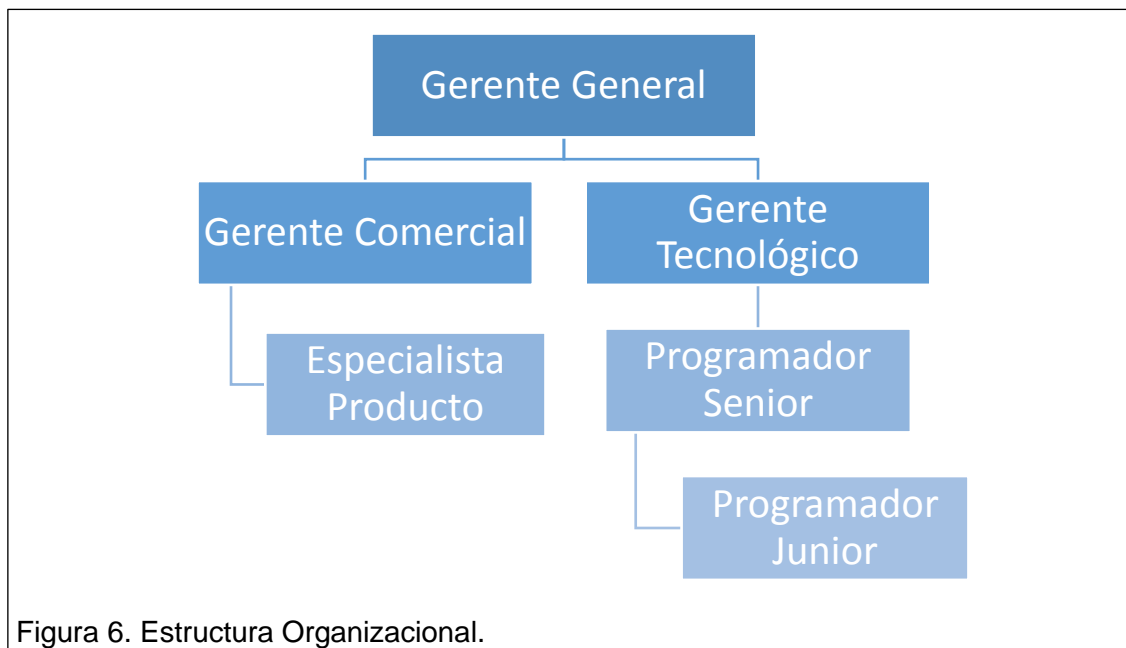 Gerente General
Gerente Comercial
Gerente
Tecnológico
Especialista
Producto
Programador
Senior
Programador
Junior
Figura 6. Estructura Organizacional.